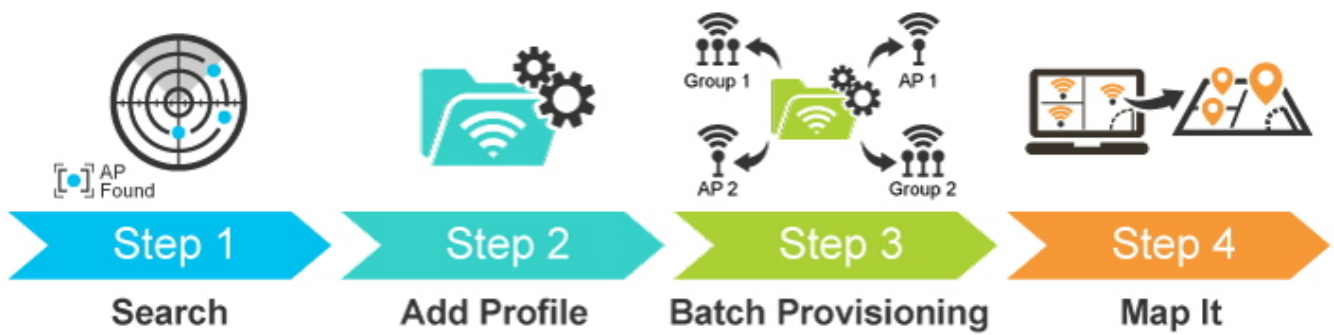 AP
Found
Group 1
AP 1
AP 2
Group 2
Step 1
Step 2
Step 3
Step 4
Search
Add Profile
Batch Provisioning
Map It